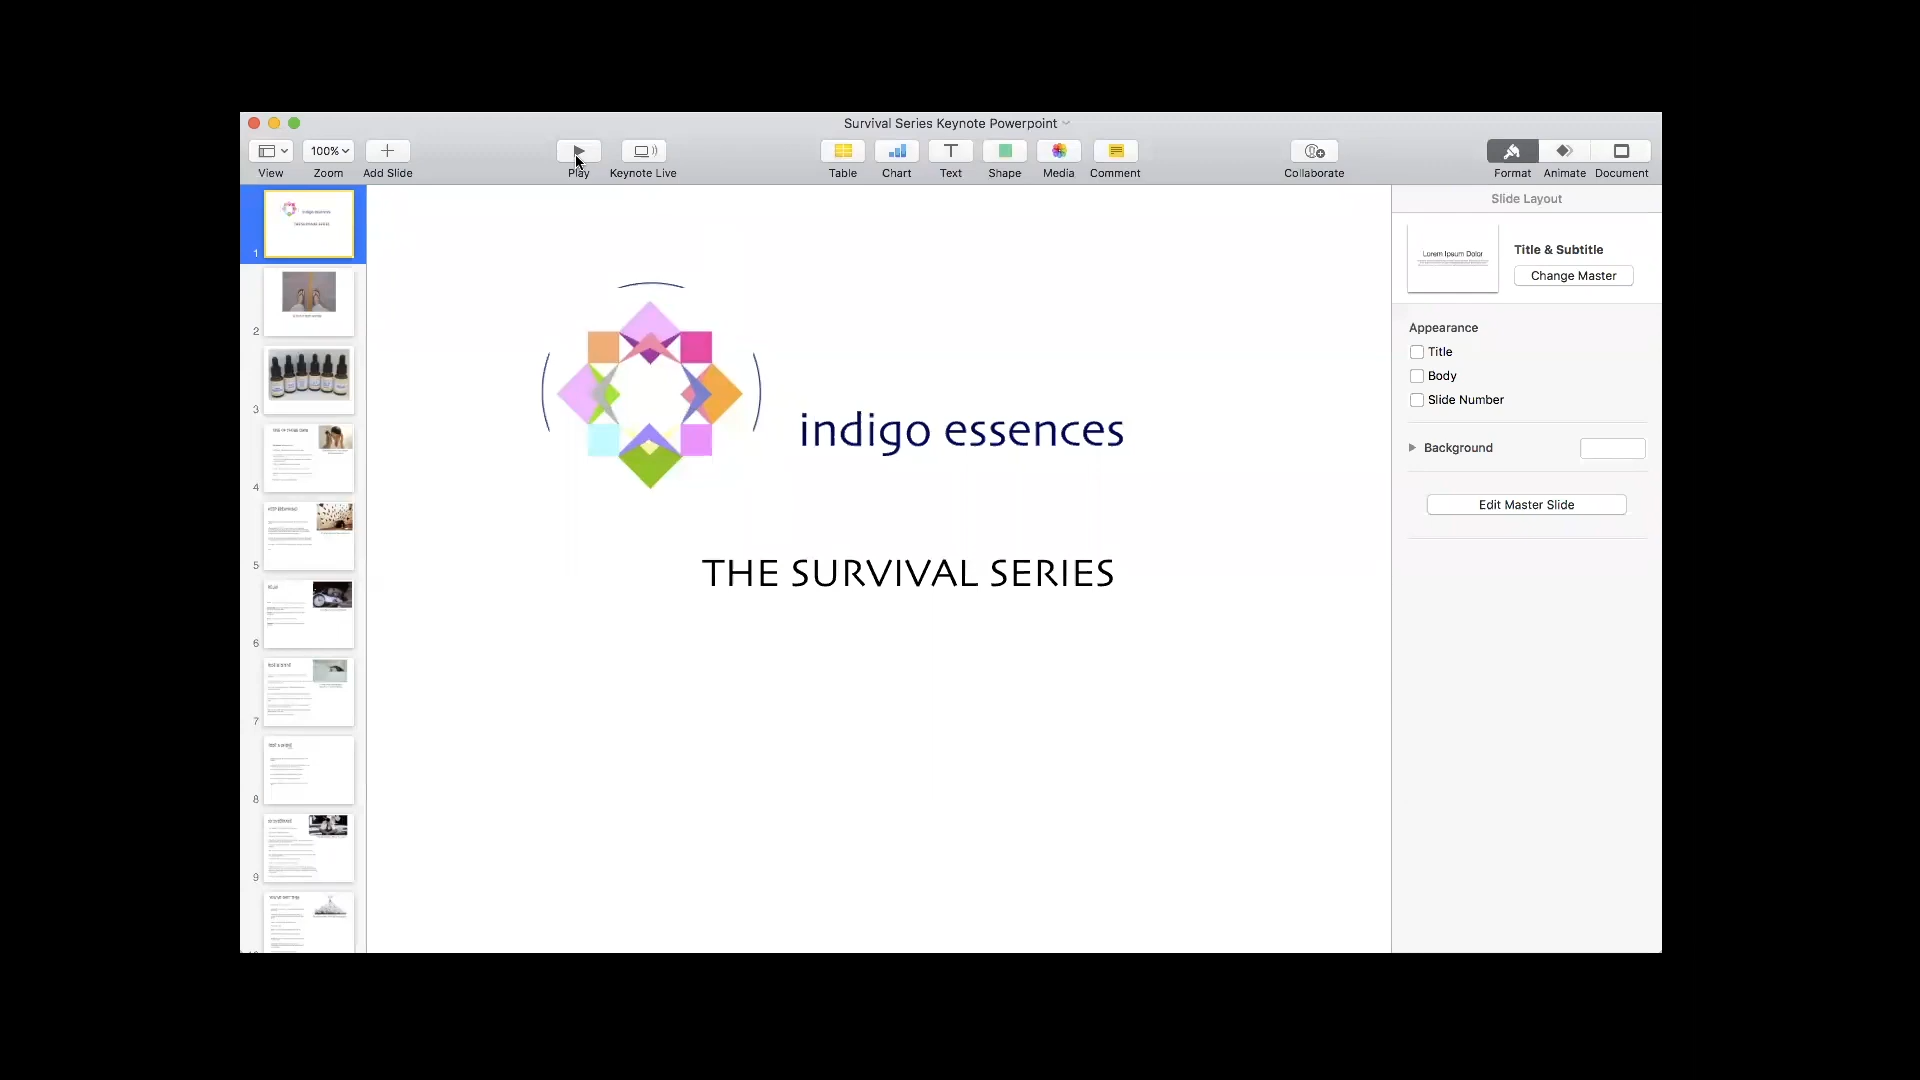 Survival Series Keynote Powerpoint
100%
View
Zoom
Add Slide
Play
Keynote Live
Table
Chart
Text
Shape
Media
Comment
Collaborate
Format
Animate
Document
1
2
3
4
5
6
7
8
9
indigo essences
THE SURVIVAL SERIES
Slide Layout
Lorem Ipsum Dolor
Title & Subtitle
Change Master
Appearance
Title
Body
Slide Number
Background
Edit Master Slide